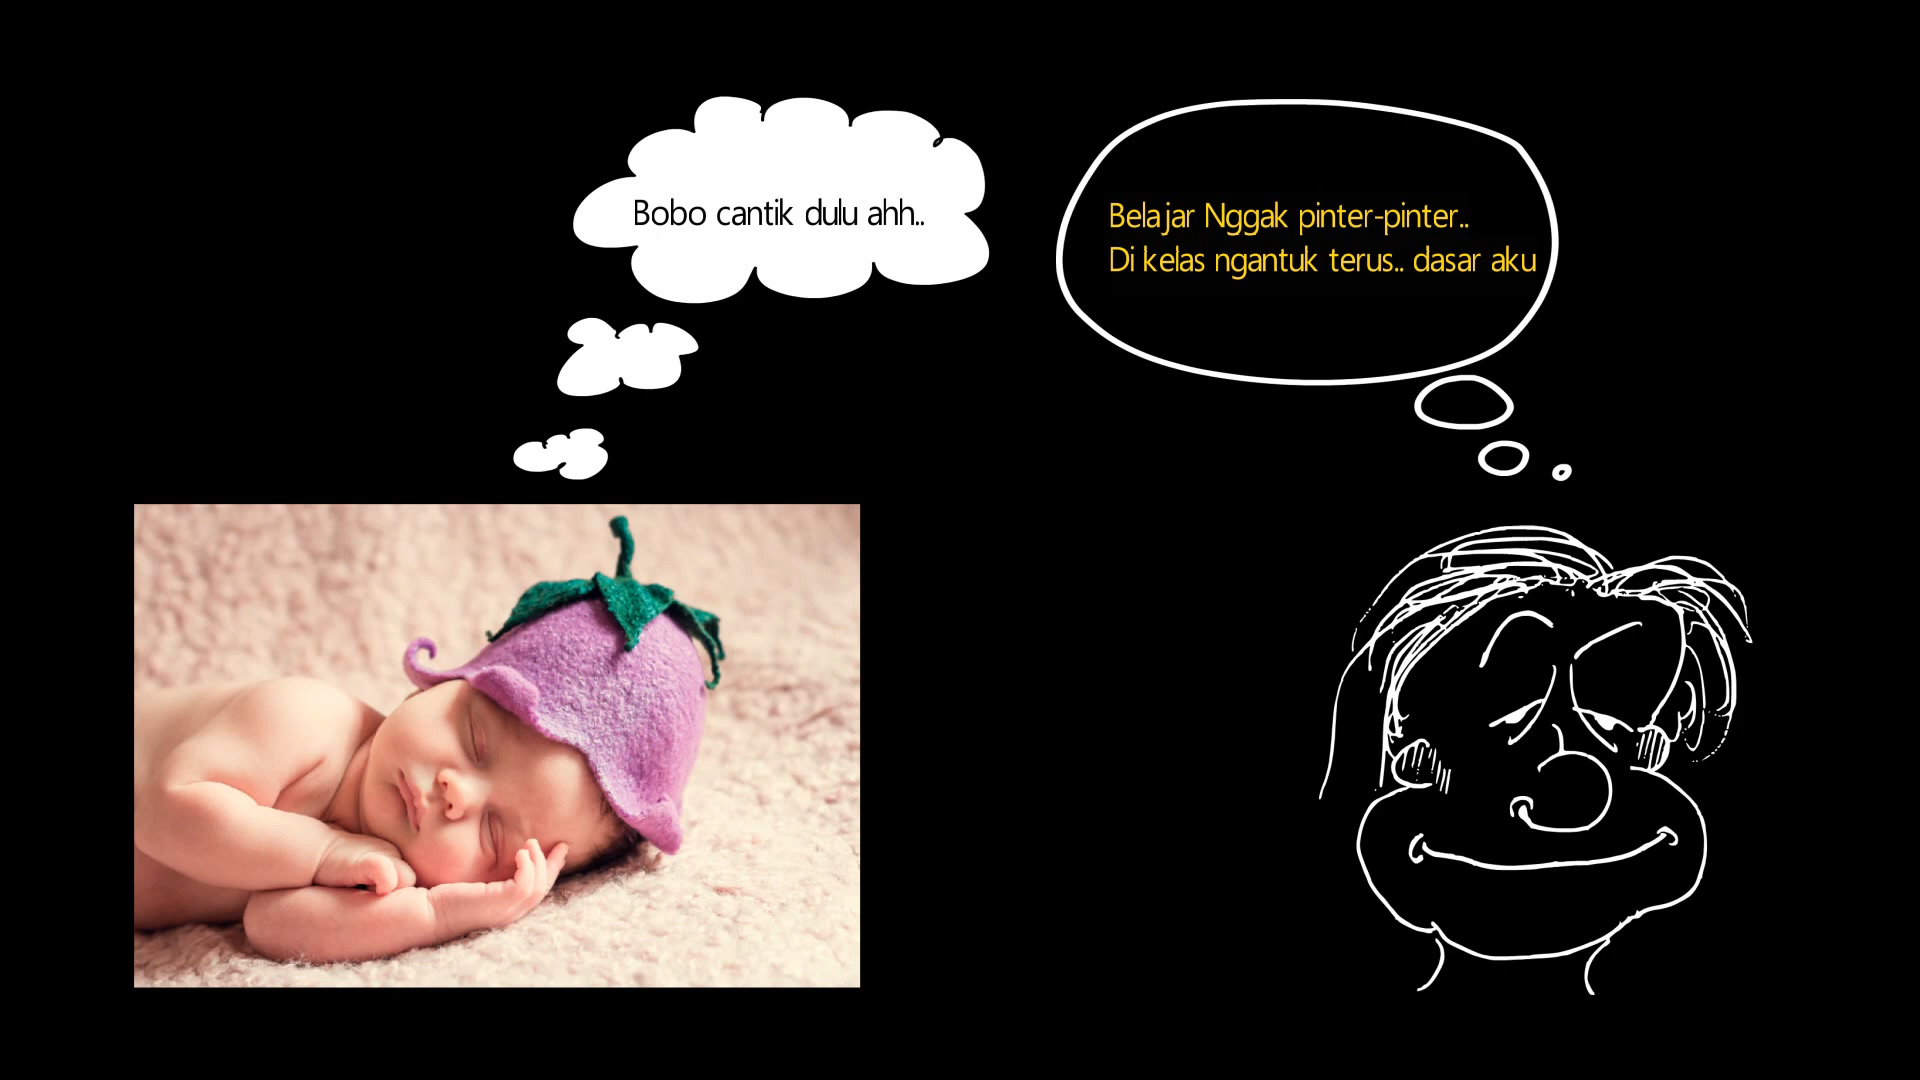 Bobo cantik dulu ahh..
Belajar Nggak pinter-pinter..
Di kelas ngantuk terus.. dasar aku